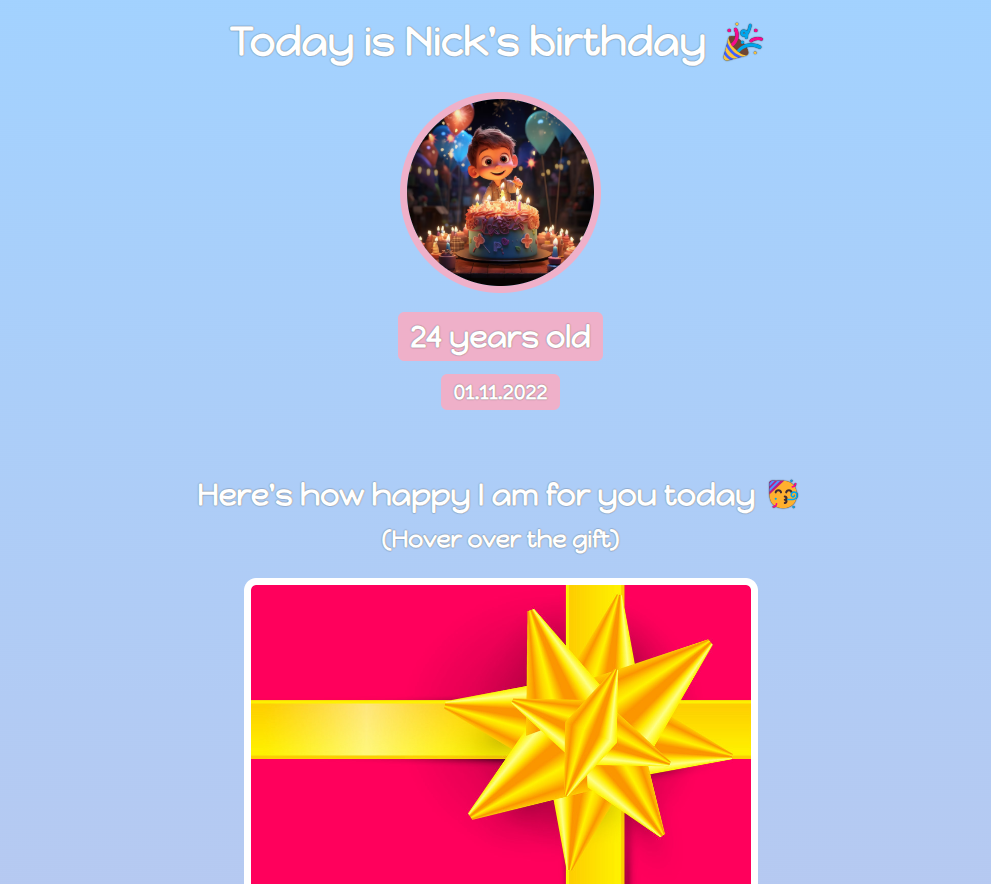 Today is Nick's birthday 🎉
24 years old
01.11.2022
Here's how happy I am for you today 🥳
(Hover over the gift)